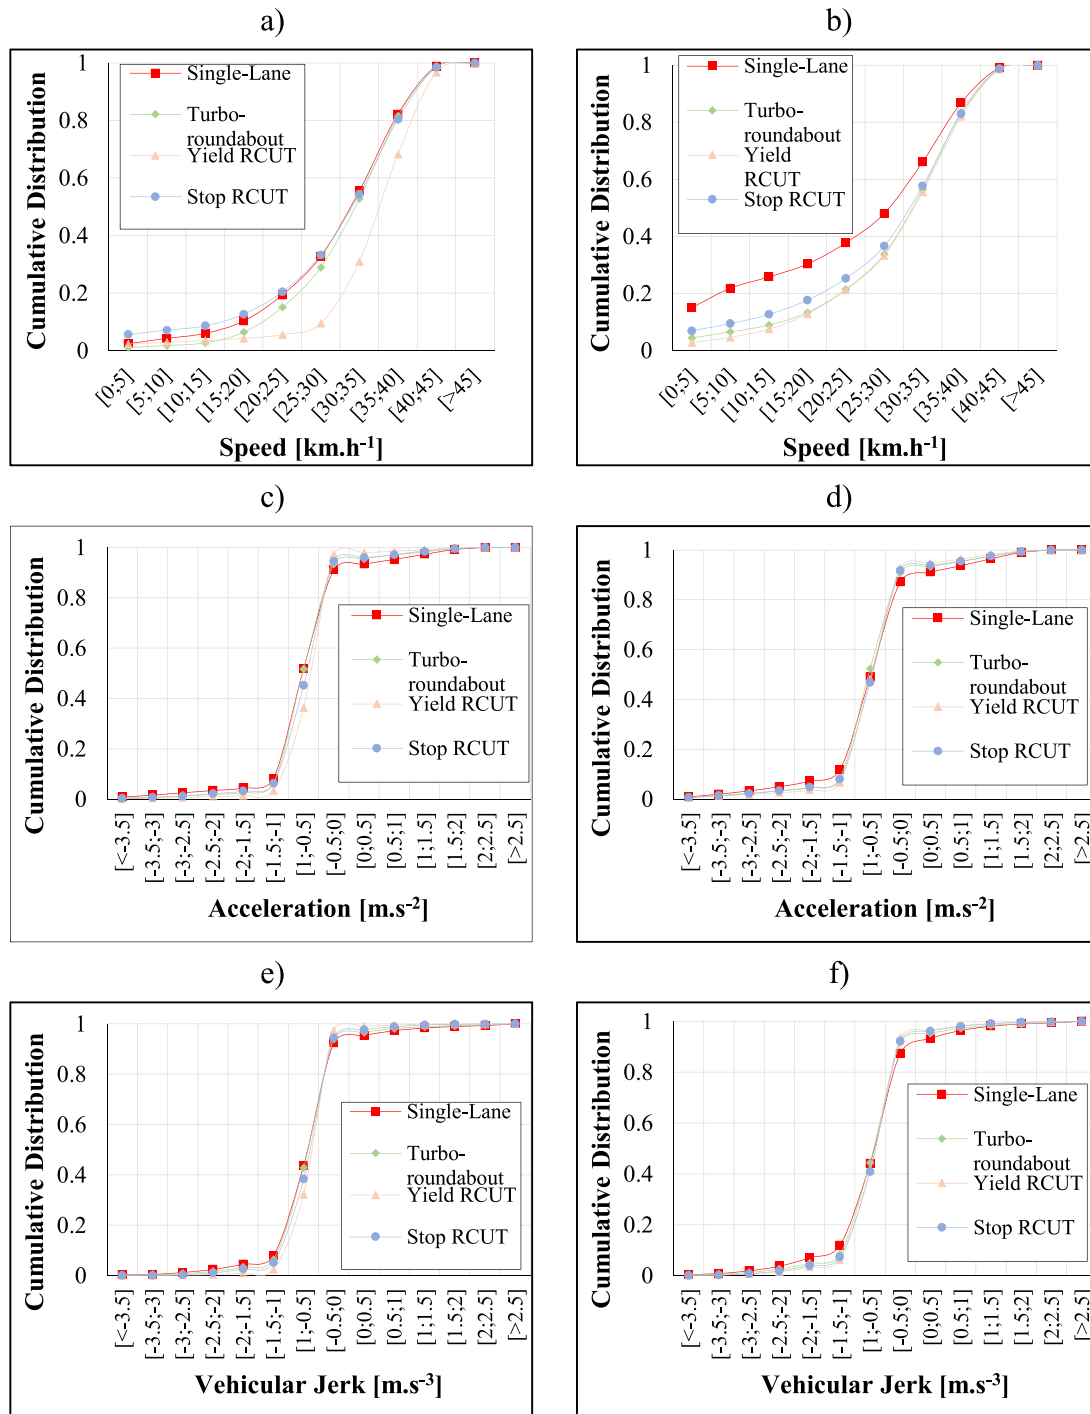 a)
Cumulative Distribution
1
0.8
0.6
0.4
0.2
0
Single-Lane
Turbo-
roundabout
Yield RCUT
Stop RCUT
[0;5]
[5;10]
[10;15]
[15;20]
[20;25]
[25;30]
[30;35]
[35;40]
[40;45]
[>45]
Speed [km.h-1]
b)
Cumulative Distribution
1
0.8
0.6
0.4
0.2
0
Single-Lane
Turbo-
roundabout
Yield
RCUT
Stop RCUT
[0;5]
[5;10]
[10;15]
[15;20]
[20;25]
[25;30]
[30;35]
[35;40]
[40;45]
[>45]
Speed [km.h-1]
c)
Cumulative Distribution
1
0.8
0.6
0.4
0.2
0
Single-Lane
Turbo-
roundabout
Yield RCUT
Stop RCUT
[<-3.5]
[-3.5;-3]
[-3;-2.5]
[-2.5;-2]
[-2;-1.5]
[-1.5;-1]
[1;-0.5]
[-0.5;0]
[0;0.5]
[0.5;1]
[1;1.5]
[1.5;2]
[2;2.5]
[>2.5]
Acceleration [m.s-2]
d)
Cumulative Distribution
1
0.8
0.6
0.4
0.2
0
Single-Lane
Turbo-
roundabout
Yield RCUT
Stop RCUT
[<-3.5]
[-3.5;-3]
[-3;-2.5]
[-2.5;-2]
[-2;-1.5]
[-1.5;-1]
[1;-0.5]
[-0.5;0]
[0;0.5]
[0.5;1]
[1;1.5]
[1.5;2]
[2;2.5]
[>2.5]
Acceleration [m.s-2]
e)
Cumulative Distribution
1
0.8
0.6
0.4
0.2
0
Single-Lane
Turbo-
roundabout
Yield RCUT
Stop RCUT
[<-3.5]
[-3.5;-3]
[-3;-2.5]
[-2.5;-2]
[-2;-1.5]
[-1.5;-1]
[1;-0.5]
[-0.5;0]
[0;0.5]
[0.5;1]
[1;1.5]
[1.5;2]
[2;2.5]
[>2.5]
Vehicular Jerk [m.s-3]
f)
Cumulative Distribution
1
0.8
0.6
0.4
0.2
0
Single-Lane
Turbo-
roundabout
Yield RCUT
Stop RCUT
[<-3.5]
[-3.5;-3]
[-3;-2.5]
[-2.5;-2]
[-2;-1.5]
[-1.5;-1]
[1;-0.5]
[-0.5;0]
[0;0.5]
[0.5;1]
[1;1.5]
[1.5;2]
[2;2.5]
[>2.5]
Vehicular Jerk [m.s-3]